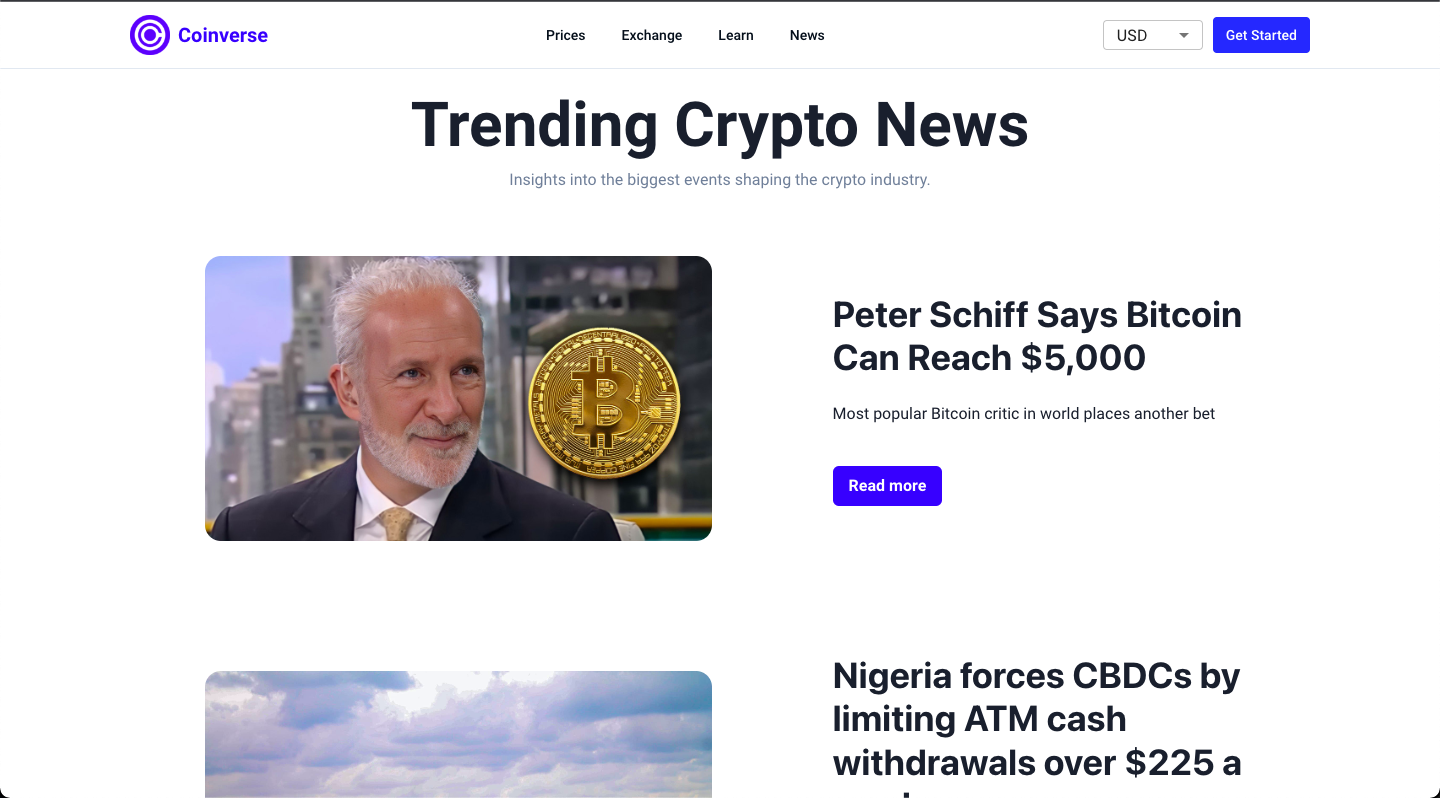 Coinverse
Prices
Exchange
Learn
News
USD
Get Started
Trending Crypto News
Insights into the biggest events shaping the crypto industry.
Peter Schiff Says Bitcoin
Can Reach $5,000
Most popular Bitcoin critic in world places another bet
Read more
Nigeria forces CBDCs by
limiting ATM cash
withdrawals over $225 a